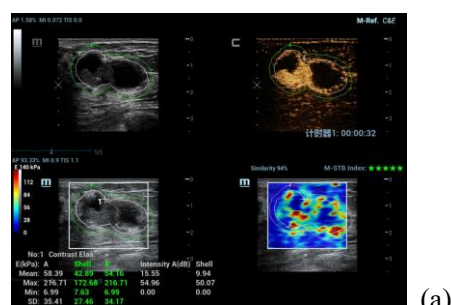 AP 1.58% MI 0.072 TIS 0.0
M-Ref. C&E
m
C
计时器1: 00:00:32
1/1
AP 93.33% MI 0.9 TIS 1.1
E 140 kPa
112
84
56
28
0
m
1
Similarity 94%
M-STB Index: ★★★★★
m
No:1 Contrast Elas.
E(kPa): A Shell A' Intensity A(dB) Shell
Mean: 58.39 42.89 54.16 15.55 9.94
Max: 216.71 172.68 216.71 54.96 50.07
Min: 6.99 7.63 6.99 0.00 0.00
SD: 35.41 27.46 34.17
(a)